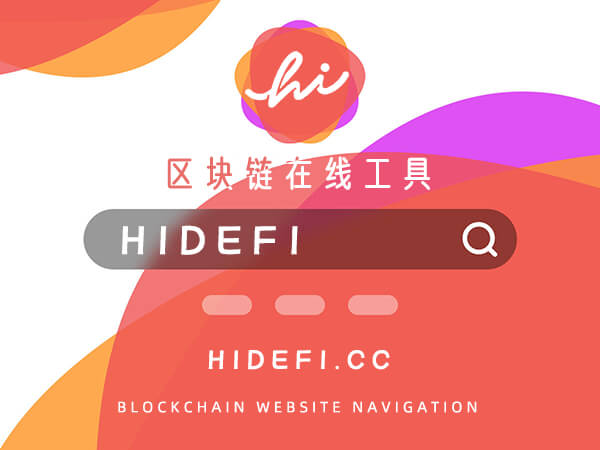 hi
区块链在线工具
HIDEFI
HIDEFI.CC
BLOCKCHAIN WEBSITE NAVIGATION